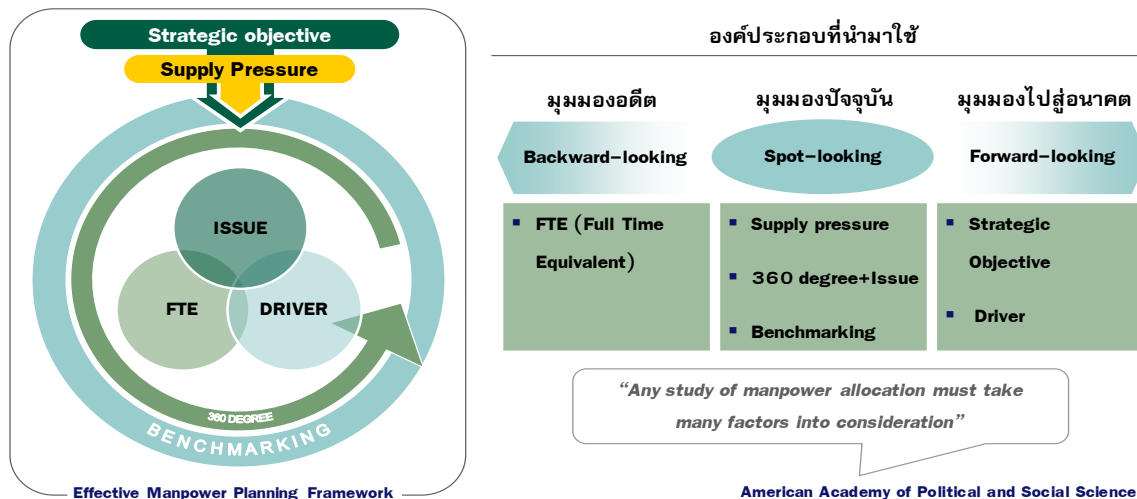 Strategic objective
Supply Pressure
ISSUE
FTE
DRIVER
360 DEGREE
BENCHMARKING
Effective Manpower Planning Framework
องค์ประกอบที่นำมาใช้
มุมมองอดีต
มุมมองปัจจุบัน
มุมมองไปสู่อนาคต
Backward-looking
Spot-looking
Forward-looking
▪ FTE (Full Time
Equivalent)
▪ Supply pressure
▪ 360 degree+Issue
▪ Benchmarking
▪ Strategic
Objective
▪ Driver
“Any study of manpower allocation must take
many factors into consideration”
American Academy of Political and Social Science